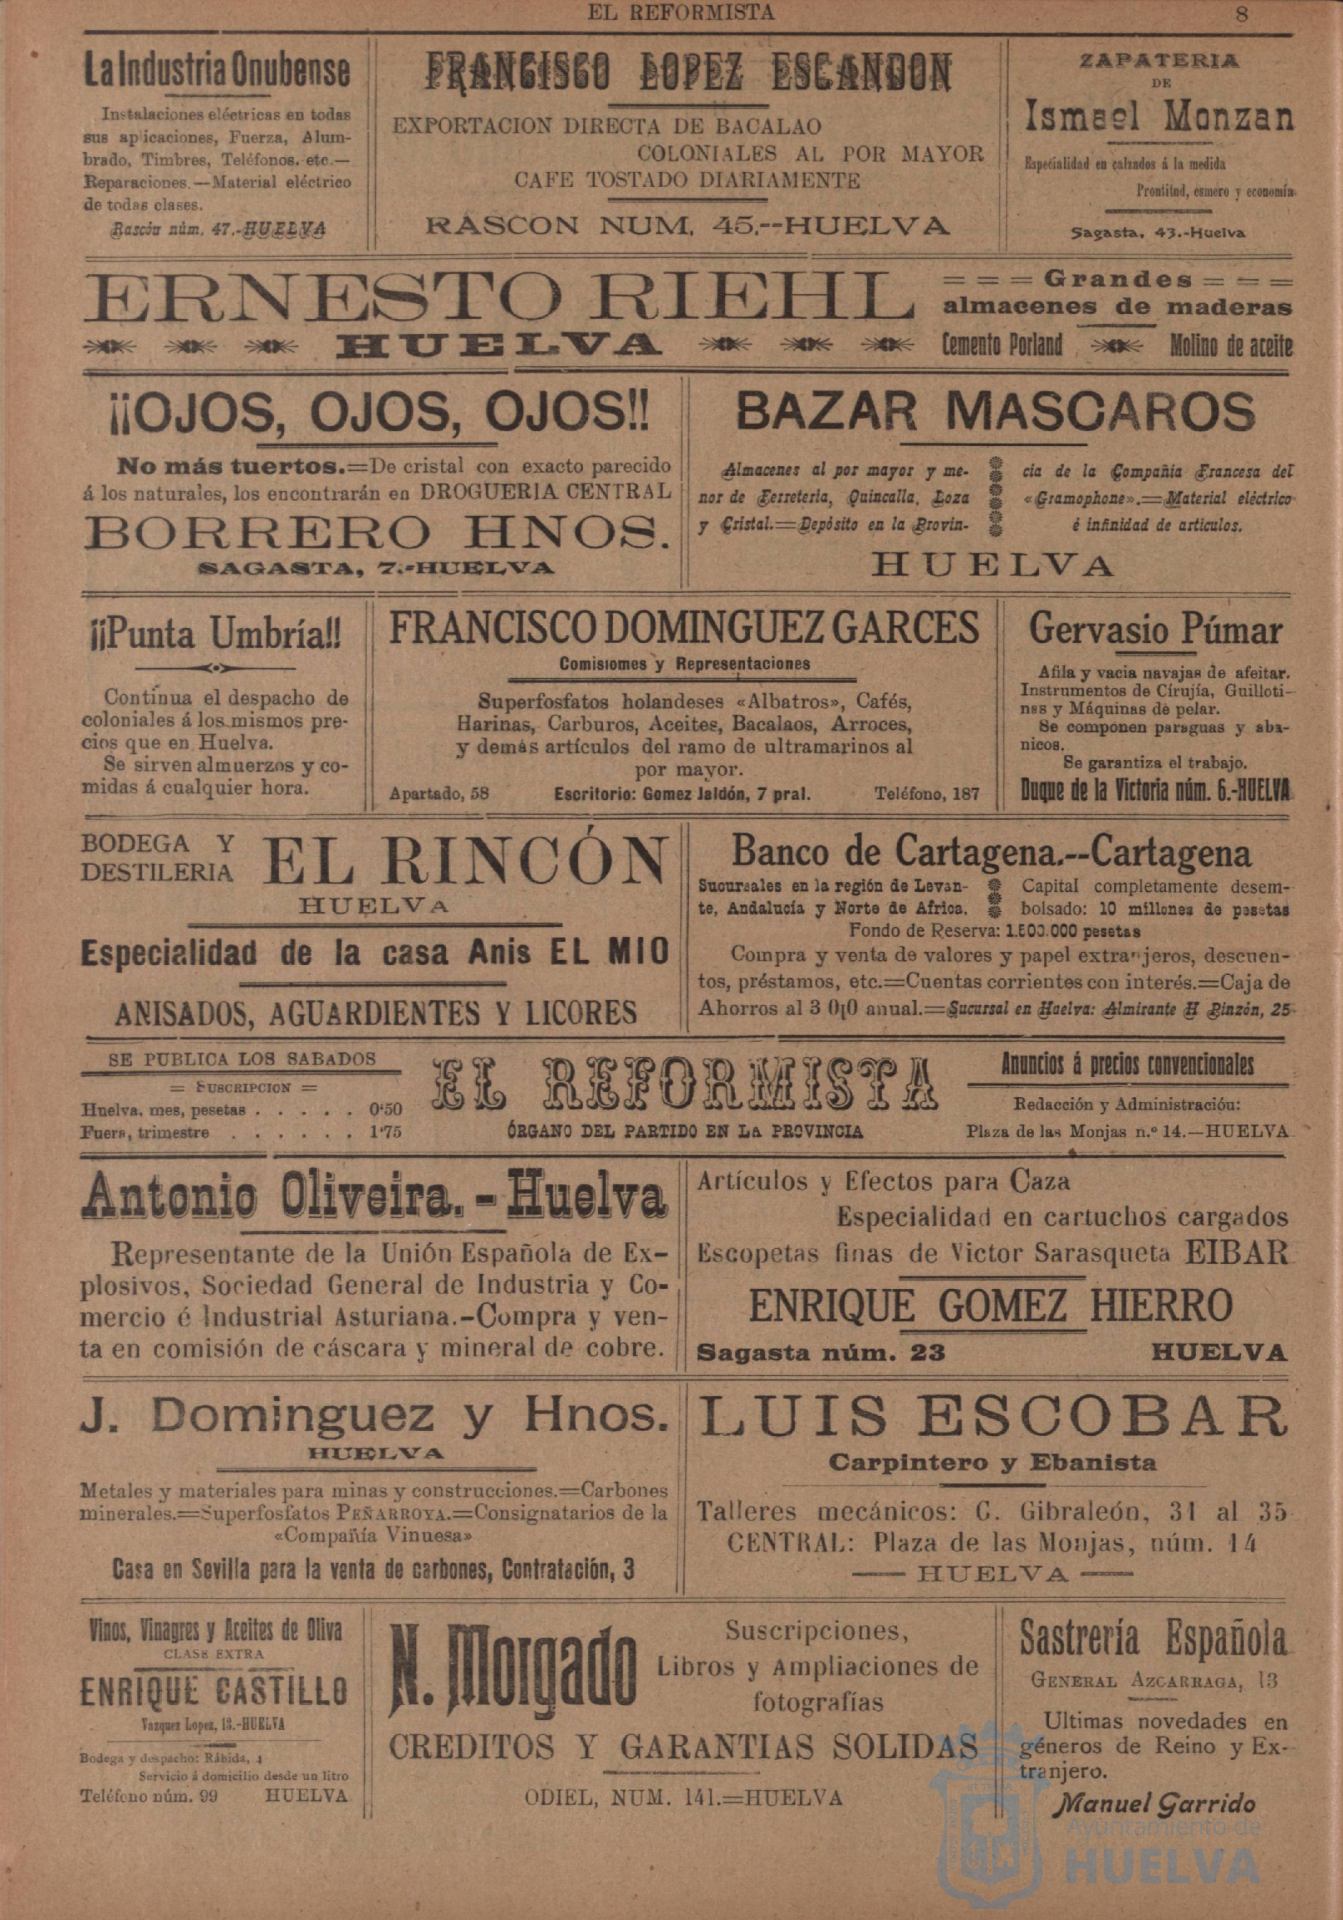 EL REFORMISTA 8
La Industria Onubense
Instalaciones eléctricas en todas
sus aplicaciones, Fuerza, Alum-
brado, Timbres, Teléfonos. etc.—
Reparaciones.—Material eléctrico
de todas clases.
Rascón núm. 47.-HUELVA
FRANCISCO LOPEZ ESCANDON
EXPORTACION DIRECTA DE BACALAO
COLONIALES AL POR MAYOR
CAFE TOSTADO DIARIAMENTE
RASCON NUM, 45.--HUELVA
ZAPATERIA
DE
Ismael Monzan
Especialidad en calzados á la medida
Prontitnd, esmero y economía
Sagasta, 43.-Huelva
ERNESTO RIEHL
HUELVA
= = = Grandes = = =
almacenes de maderas
Cemento Porland Molino de aceite
¡¡OJOS, OJOS, OJOS!!
No más tuertos.=De cristal con exacto parecido
á los naturales, los encontrarán en DROGUERIA CENTRAL
BORRERO HNOS.
SAGASTA, 7.-HUELVA
BAZAR MASCAROS
Almacenes al por mayor y me-
nor de Ferreteria, Quincalla, Loza
y Cristal.=Depósito en la Provin-
cia de la Compañia Francesa del
«Gramophone».=Material eléctrico
é infinidad de articulos.
HUELVA
¡¡Punta Umbría!!
Continua el despacho de
coloniales á los mismos pre-
cios que en Huelva.
Se sirven almuerzos y co-
midas á cualquier hora.
FRANCISCO DOMINGUEZ GARCES
Comisiomes y Representaciones
Superfosfatos holandeses «Albatros», Cafés,
Harinas, Carburos, Aceites, Bacalaos, Arroces,
y demás artículos del ramo de ultramarinos al
por mayor.
Apartado, 58 Escritorio: Gomez Jaldón, 7 pral. Teléfono, 187
Gervasio Púmar
Afila y vacia navajas de afeitar.
Instrumentos de Cirujía, Guilloti-
nas y Máquinas de pelar.
Se componen paraguas y aba-
nicos.
Se garantiza el trabajo.
Duque de la Victoria núm. 6.-HUELVA
BODEGA Y
DESTILERIA
EL RINCÓN
HUELVA
Especialidad de la casa Anis EL MIO
ANISADOS, AGUARDIENTES Y LICORES
Banco de Cartagena.--Cartagena
Sucursales en la región de Levan-
te, Andalucía y Norte de Africa.
Capital completamente desem-
bolsado: 10 millones de pesetas
Fondo de Reserva: 1.500.000 pesetas
Compra y venta de valores y papel extranjeros, descuen-
tos, préstamos, etc.=Cuentas corrientes con interés.=Caja de
Ahorros al 3 0¡0 anual.=Sucursal en Huelva: Almirante H Pinzón, 25
SE PUBLICA LOS SABADOS
= SUSCRIPCION =
Huelva, mes, pesetas . . . . . 0'50
Fuera, trimestre . . . . . . 1'75
EL REFORMISTA
ÓRGANO DEL PARTIDO EN LA PROVINCIA
Anuncios á precios convencionales
Redacción y Administración:
Plaza de las Monjas n.º 14.—HUELVA
Antonio Oliveira.-Huelva
Representante de la Unión Española de Ex-
plosivos, Sociedad General de Industria y Co-
mercio é Industrial Asturiana.-Compra y ven-
ta en comisión de cáscara y mineral de cobre.
Artículos y Efectos para Caza
Especialidad en cartuchos cargados
Escopetas finas de Victor Sarasqueta EIBAR
ENRIQUE GOMEZ HIERRO
Sagasta núm. 23 HUELVA
J. Dominguez y Hnos.
HUELVA
Metales y materiales para minas y construcciones.=Carbones
minerales.=Superfosfatos PEÑARROYA.=Consignatarios de la
«Compañía Vinuesa»
Casa en Sevilla para la venta de carbones, Contratación, 3
LUIS ESCOBAR
Carpintero y Ebanista
Talleres mecánicos: C. Gibraleón, 31 al 35
CENTRAL: Plaza de las Monjas, núm. 14
— HUELVA —
Vinos, Vinagres y Aceites de Oliva
CLASE EXTRA
ENRIQUE CASTILLO
Vazquez Lopez, 13.-HUELVA
Bodega y despacho: Rábida, 4
Servicio á domicilio desde un litro
Teléfono núm. 99 HUELVA
N. Morgado
Suscripciones,
Libros y Ampliaciones de
fotografías
CREDITOS Y GARANTIAS SOLIDAS
ODIEL, NUM. 141.=HUELVA
Sastrería Española
GENERAL AZCARRAGA, 13
Ultimas novedades en
géneros de Reino y Ex-
tranjero.
Manuel Garrido
Ayuntamiento de
HUELVA